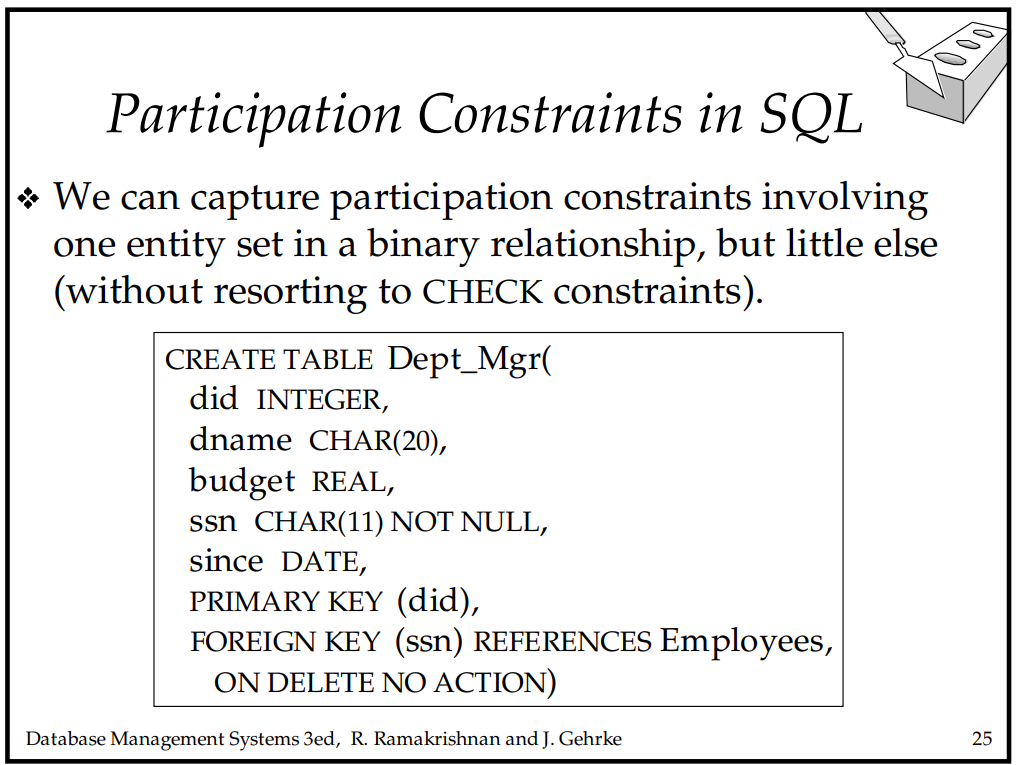 Participation Constraints in SQL
❖ We can capture participation constraints involving
one entity set in a binary relationship, but little else
(without resorting to CHECK constraints).
CREATE TABLE Dept_Mgr(
did INTEGER,
dname CHAR(20),
budget REAL,
ssn CHAR(11) NOT NULL,
since DATE,
PRIMARY KEY (did),
FOREIGN KEY (ssn) REFERENCES Employees,
ON DELETE NO ACTION)
Database Management Systems 3ed, R. Ramakrishnan and J. Gehrke 25